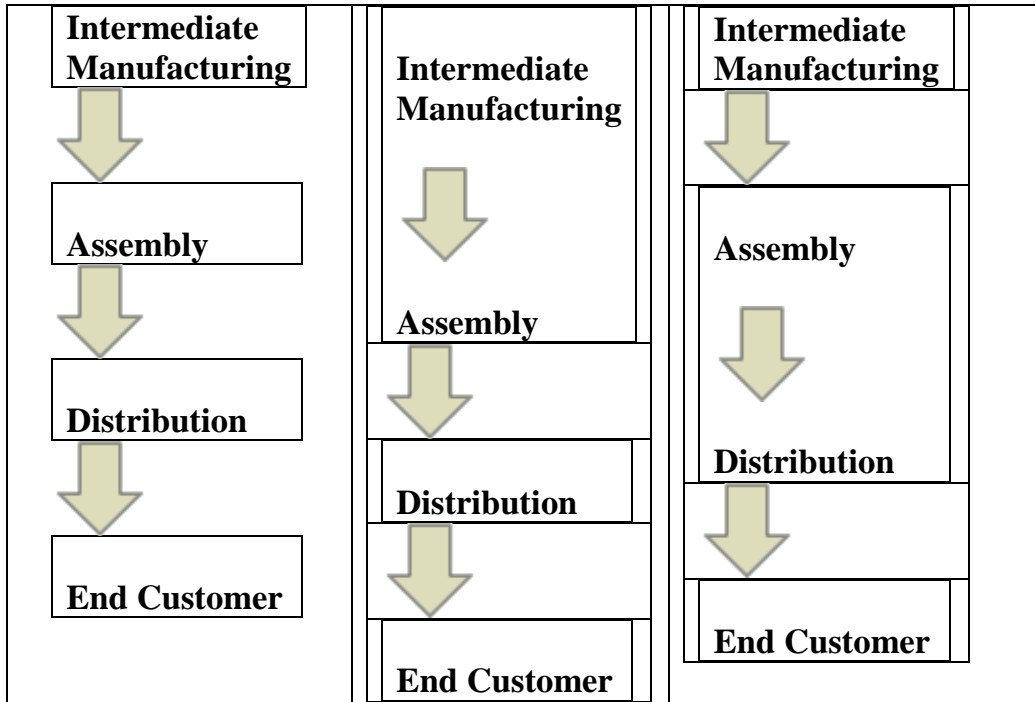 Intermediate
Manufacturing
Assembly
Distribution
End Customer
Intermediate
Manufacturing
Assembly
Distribution
End Customer
Intermediate
Manufacturing
Assembly
Distribution
End Customer